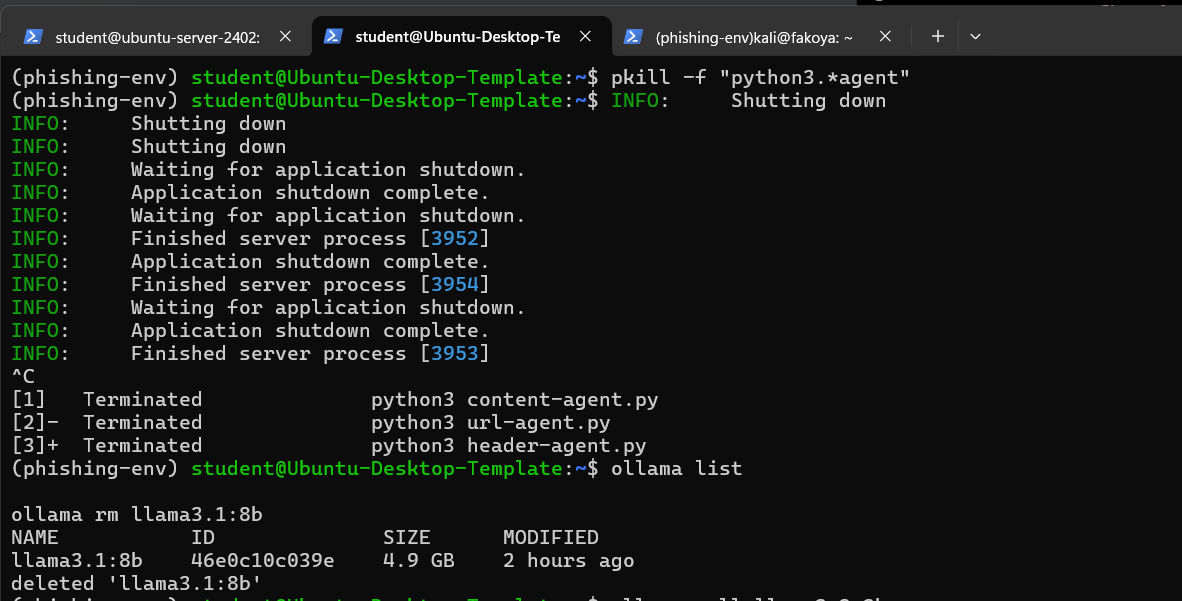 student@ubuntu-server-2402:
student@Ubuntu-Desktop-Te
(phishing-env)kali@fakoya: ~
(phishing-env) student@Ubuntu-Desktop-Template:~$ pkill -f "python3.*agent"
(phishing-env) student@Ubuntu-Desktop-Template:~$ INFO:     Shutting down
INFO:     Shutting down
INFO:     Shutting down
INFO:     Waiting for application shutdown.
INFO:     Application shutdown complete.
INFO:     Waiting for application shutdown.
INFO:     Finished server process [3952]
INFO:     Application shutdown complete.
INFO:     Finished server process [3954]
INFO:     Waiting for application shutdown.
INFO:     Application shutdown complete.
INFO:     Finished server process [3953]
^C
[1]   Terminated              python3 content-agent.py
[2]-  Terminated              python3 url-agent.py
[3]+  Terminated              python3 header-agent.py
(phishing-env) student@Ubuntu-Desktop-Template:~$ ollama list
ollama rm llama3.1:8b
NAME           ID              SIZE      MODIFIED
llama3.1:8b    46e0c10c039e    4.9 GB    2 hours ago
deleted 'llama3.1:8b'